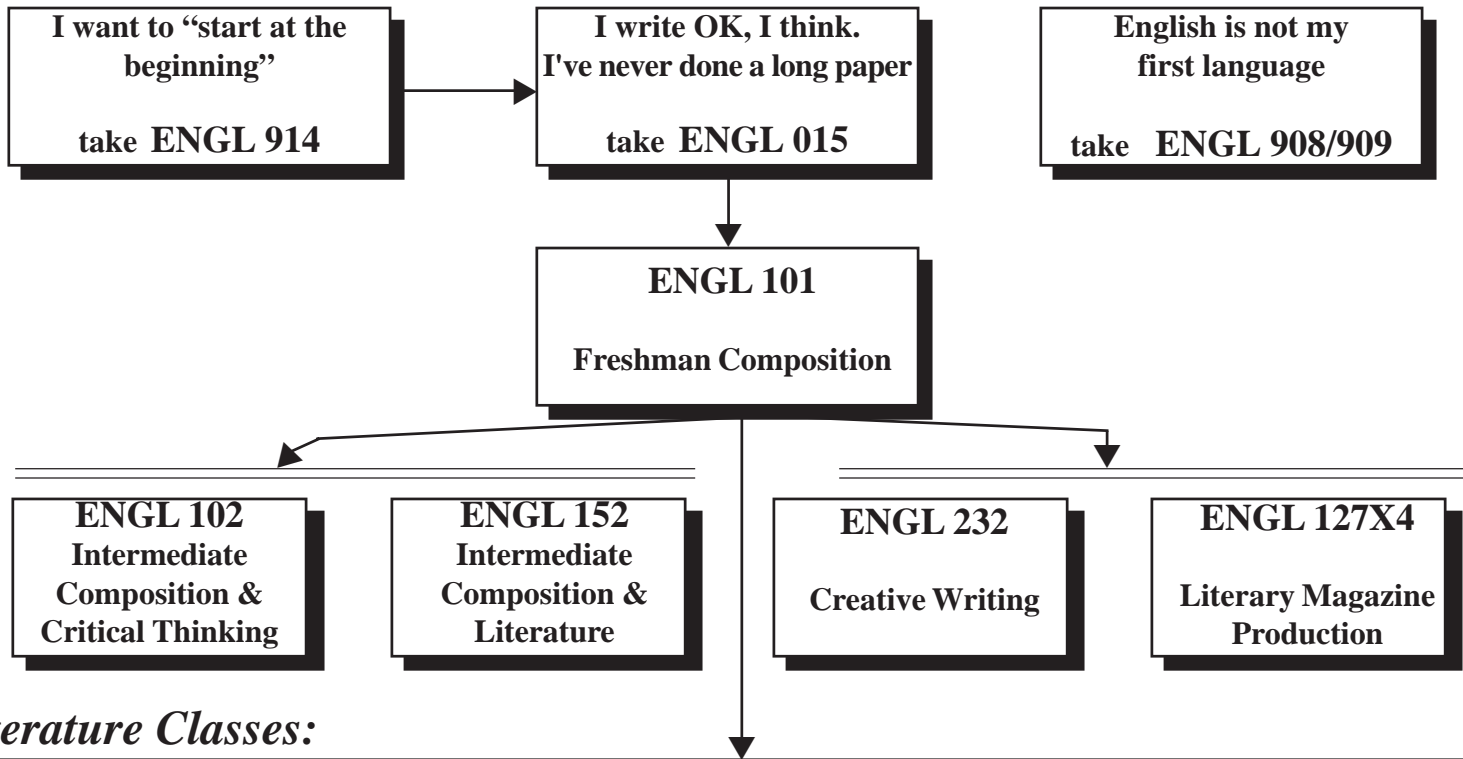 I want to “start at the
beginning”
take ENGL 914
I write OK, I think.
I've never done a long paper
take ENGL 015
English is not my
first language
take ENGL 908/909
ENGL 101
Freshman Composition
ENGL 102
Intermediate
Composition &
Critical Thinking
ENGL 152
Intermediate
Composition &
Literature
ENGL 232
Creative Writing
ENGL 127X4
Literary Magazine
Production
erature Classes: